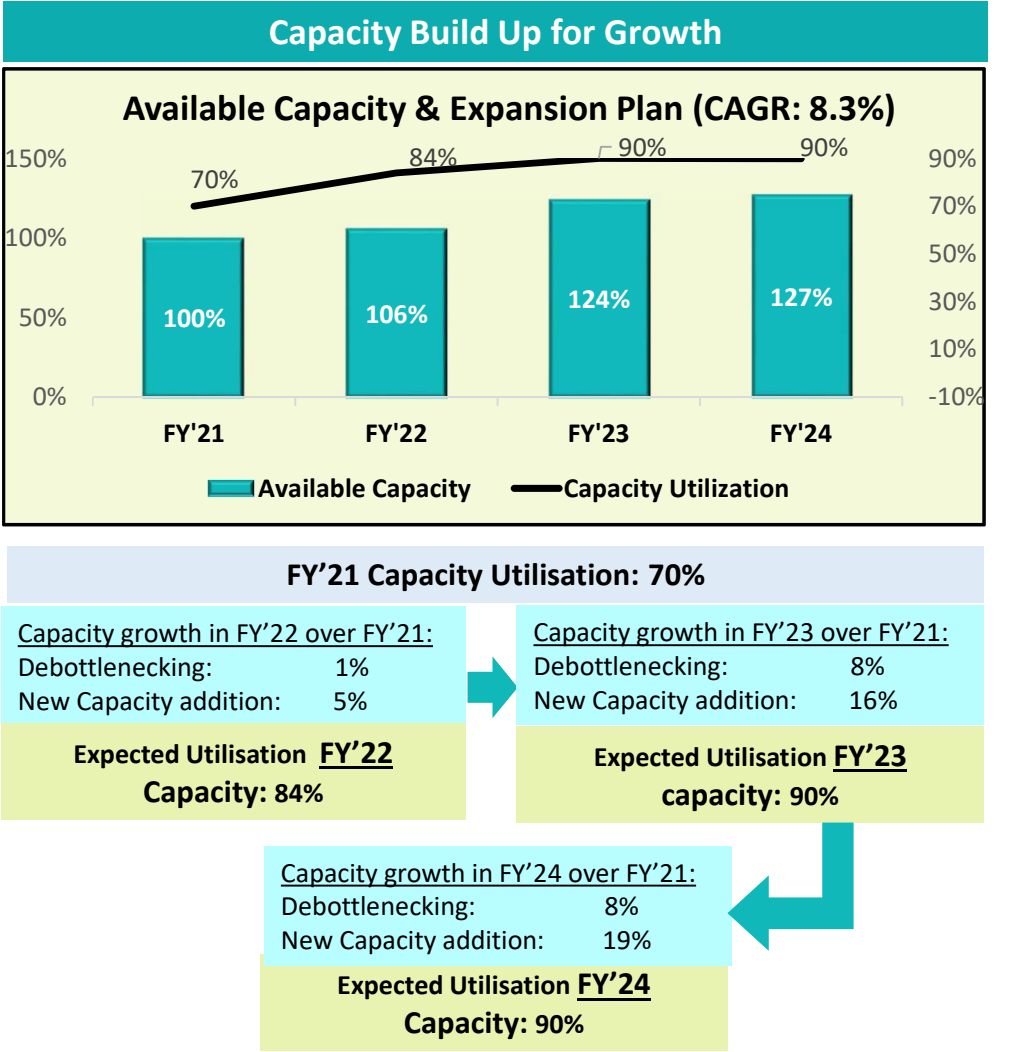 Capacity Build Up for Growth
Available Capacity & Expansion Plan (CAGR: 8.3%)
150%
100%
50%
0%
90%
70%
50%
30%
10%
-10%
70%
84%
90%
90%
100%
106%
124%
127%
FY'21
FY'22
FY'23
FY'24
Available Capacity
Capacity Utilization
FY’21 Capacity Utilisation: 70%
Capacity growth in FY’22 over FY’21:
Debottlenecking: 1%
New Capacity addition: 5%
Expected Utilisation FY’22
Capacity: 84%
Capacity growth in FY’23 over FY’21:
Debottlenecking: 8%
New Capacity addition: 16%
Expected Utilisation FY’23
capacity: 90%
Capacity growth in FY’24 over FY’21:
Debottlenecking: 8%
New Capacity addition: 19%
Expected Utilisation FY’24
Capacity: 90%